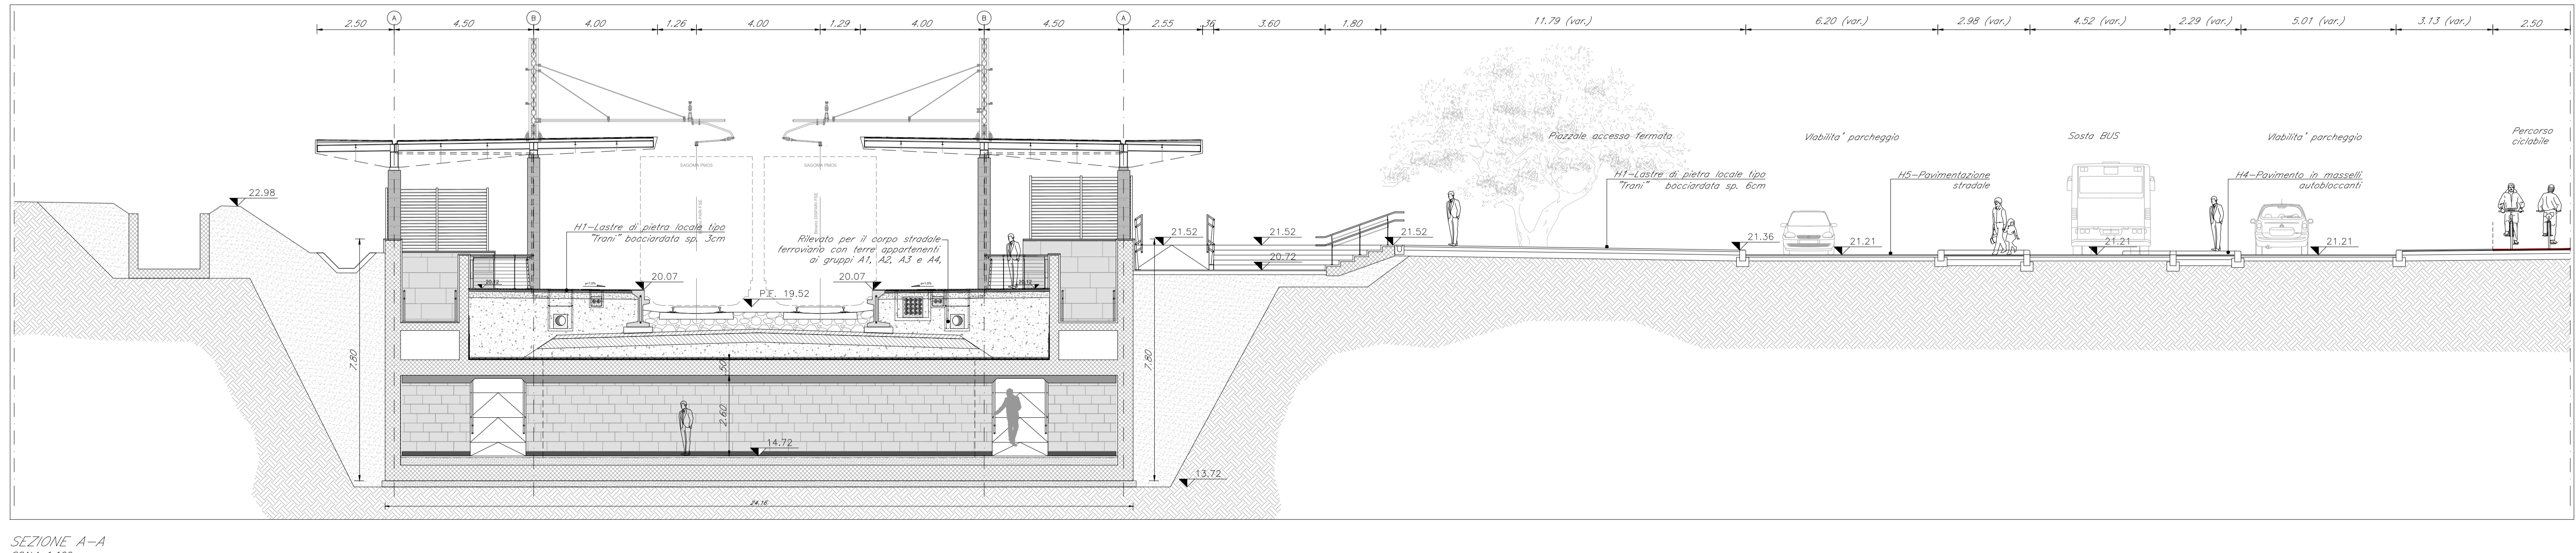 2.50 A 4.50 B 4.00 1.26 4.00 1.29 4.00 B 4.50 A 2.55 .36 3.60 1.80 11.79 (var.) 6.20 (var.) 2.98 (var.) 4.52 (var.) 2.29 (var.) 5.01 (var.) 3.13 (var.) 2.50
Piazzale accesso fermata
Viabilita' parcheggio
Sosta BUS
Viabilita' parcheggio
Percorso
ciclabile
SAGOMA PMO5
SAGOMA PMO5
H1-Lastre di pietra locale tipo
"Trani" bocciardata sp. 6cm
H5-Pavimentazione
stradale
H4-Pavimento in masselli
autobloccanti
22.98
H1-Lastre di pietra locale tipo
"Trani" bocciardata sp. 3cm
Rilevato per il corpo stradale
ferroviario con terre appartenenti
ai gruppi A1, A2, A3 e A4,
21.52
21.52
21.52
21.36
21.21
21.21
21.21
20.72
20.07
20.07
P.F. 19.52
7.80
.50
7.80
2.60
14.72
13.72
24.16
SEZIONE A-A